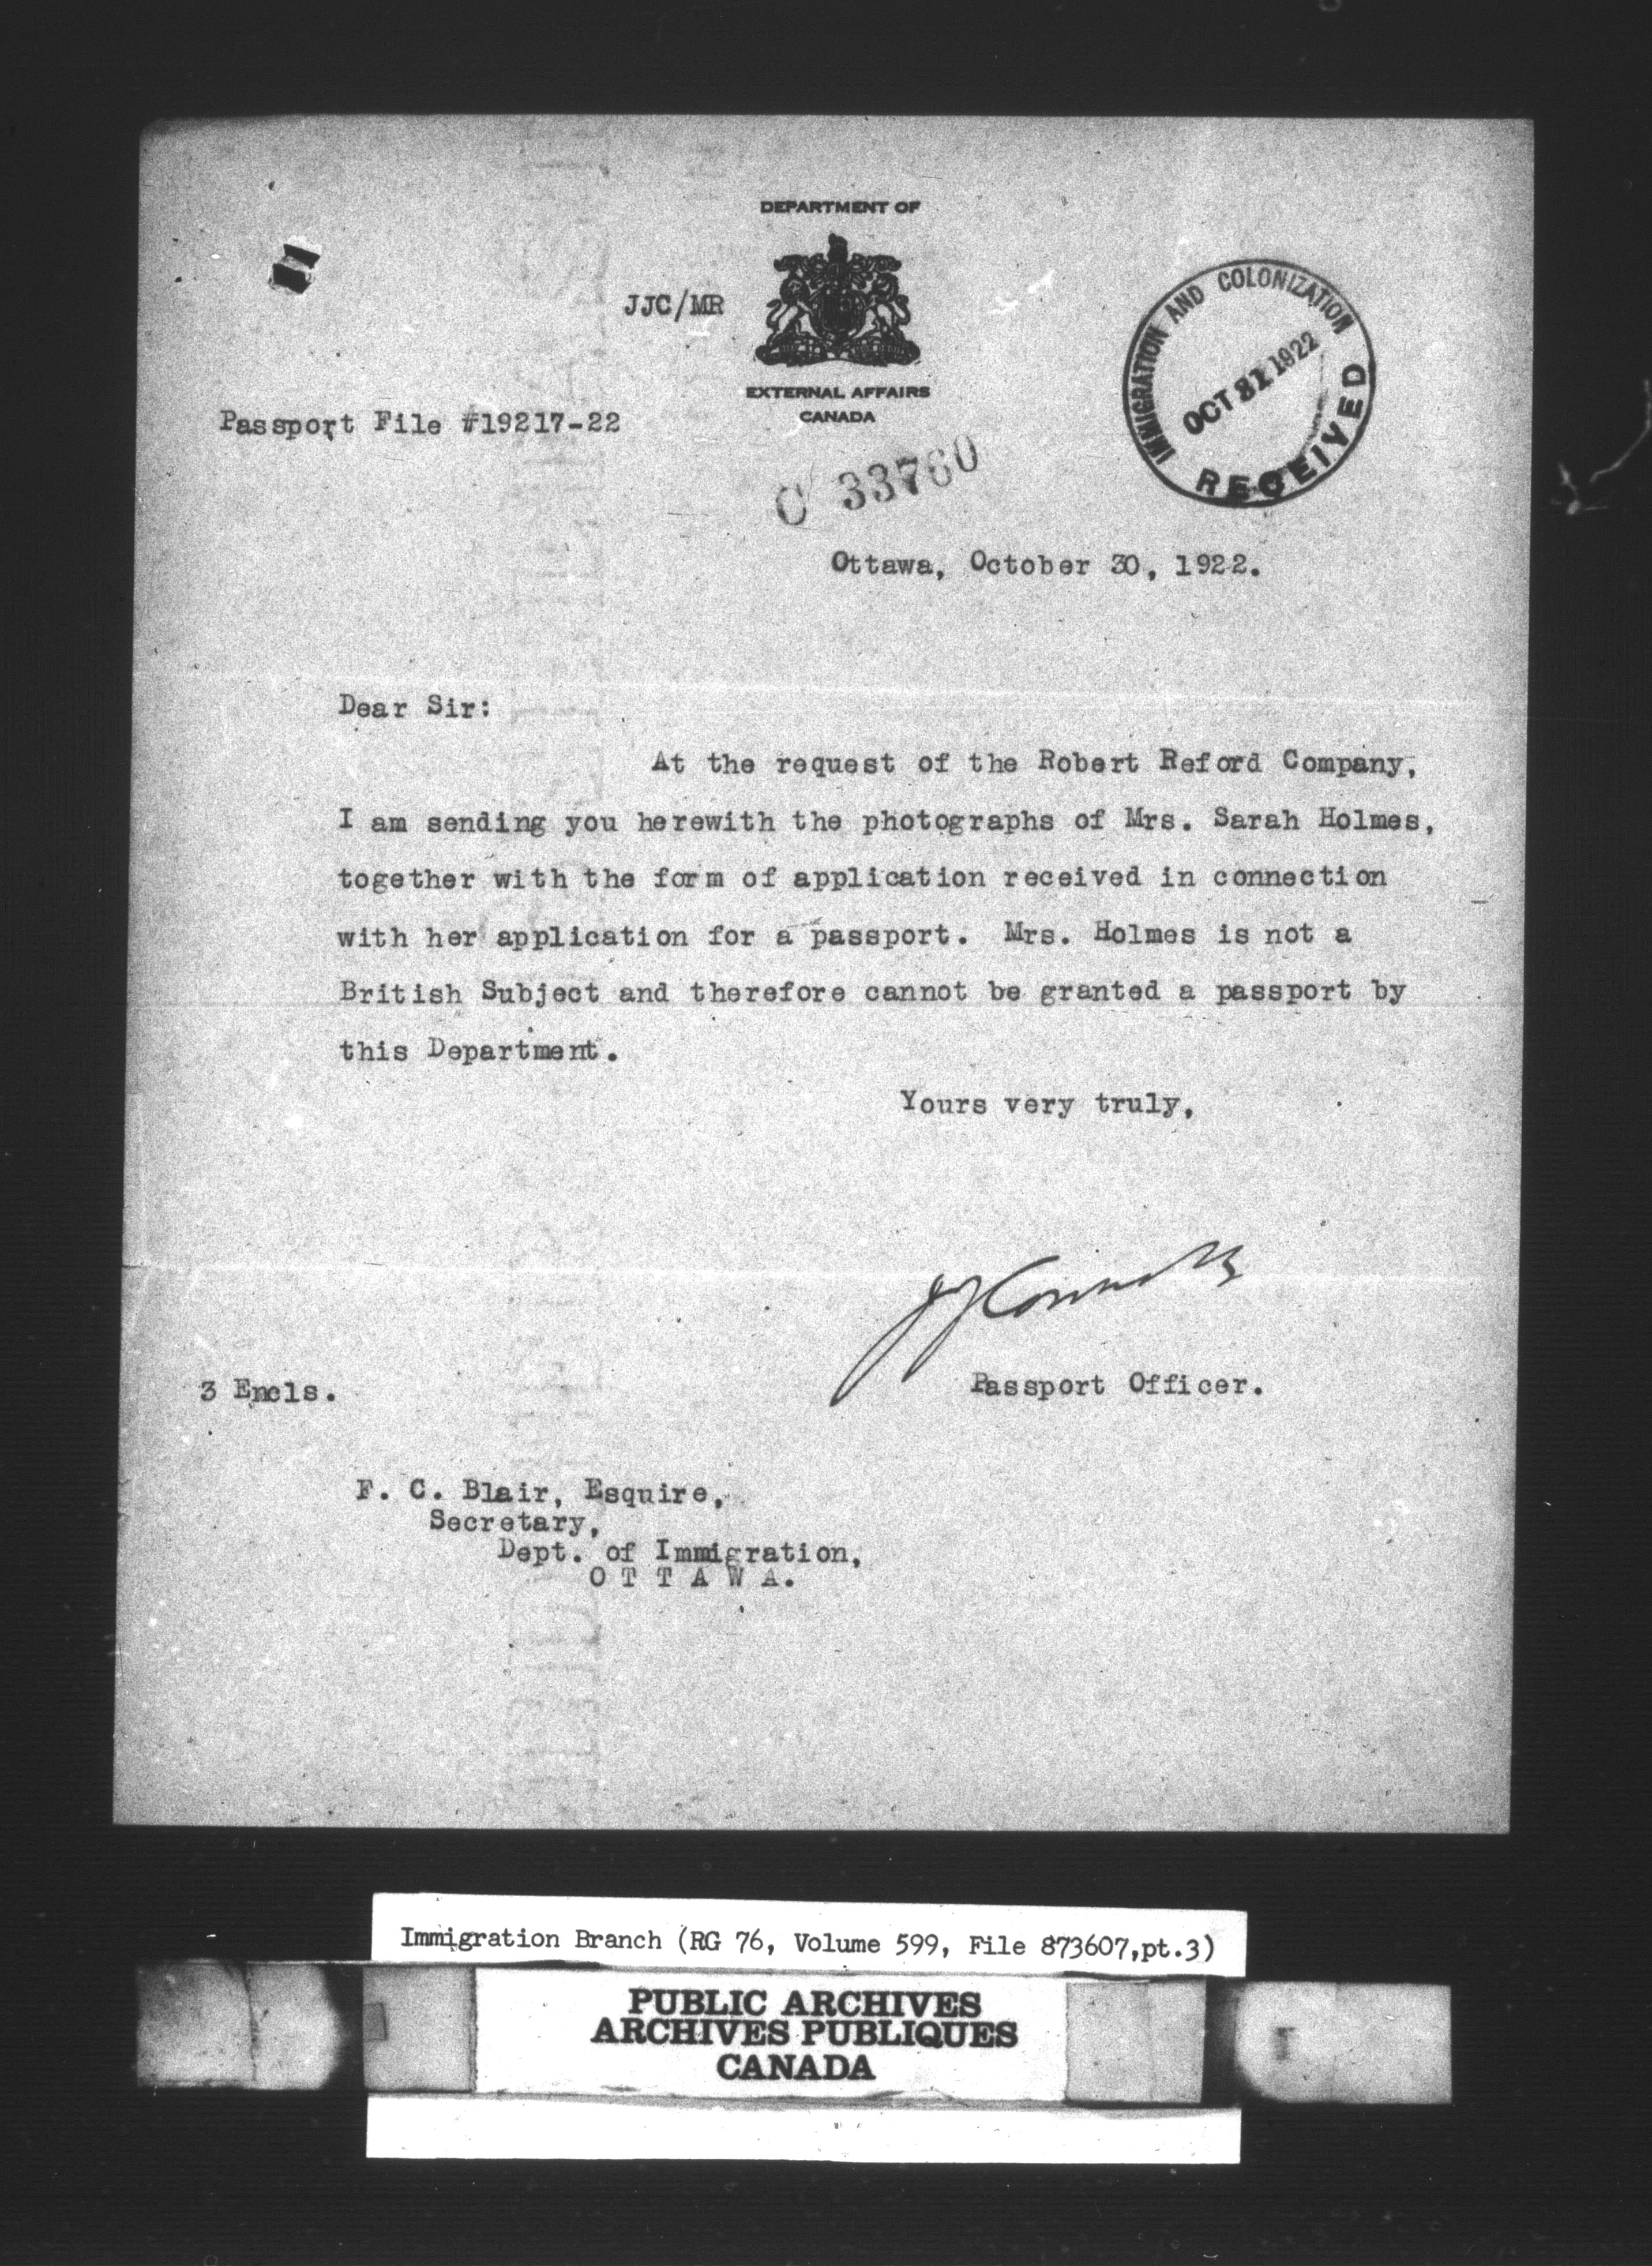 DEPARTMENT OF
JJC/MR
EXTERNAL AFFAIRS
CANADA
IMMIGRATION AND COLONIZATION
OCT 31 1922
RECEIVED
Passport File #19217-22
C 33760
Ottawa, October 30, 1922.
Dear Sir:
At the request of the Robert Reford Company,
I am sending you herewith the photographs of Mrs. Sarah Holmes,
together with the form of application received in connection
with her application for a passport. Mrs. Holmes is not a
British Subject and therefore cannot be granted a passport by
this Department.
Yours very truly,
Passport Officer.
3 Encls.
F. C. Blair, Esquire,
Secretary,
Dept. of Immigration,
O T T A W A.
Immigration Branch (RG 76, Volume 599, File 873607,pt.3)
PUBLIC ARCHIVES
ARCHIVES PUBLIQUES
CANADA